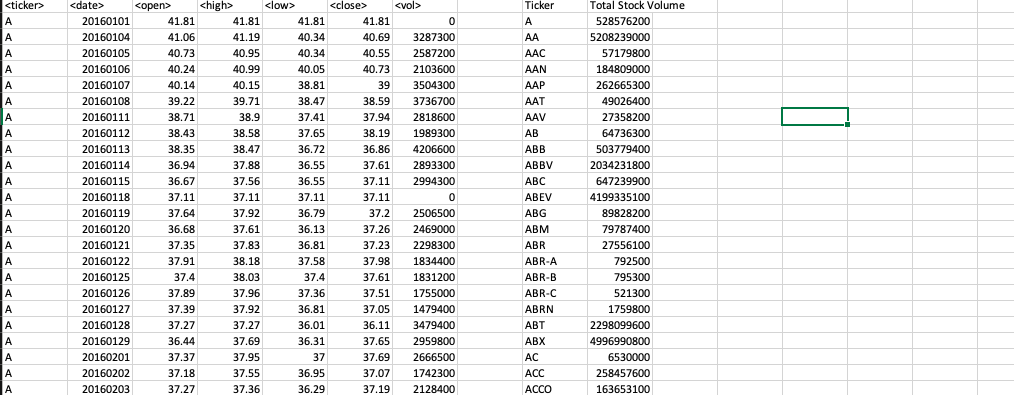 <ticker> <date> <open> <high> <low> <close> <vol> Ticker Total Stock Volume
A 20160101 41.81 41.81 41.81 41.81 0 A 528576200
A 20160104 41.06 41.19 40.34 40.69 3287300 AA 5208239000
A 20160105 40.73 40.95 40.34 40.55 2587200 AAC 57179800
A 20160106 40.24 40.99 40.05 40.73 2103600 AAN 184809000
A 20160107 40.14 40.15 38.81 39 3504300 AAP 262665300
A 20160108 39.22 39.71 38.47 38.59 3736700 AAT 49026400
A 20160111 38.71 38.9 37.41 37.94 2818600 AAV 27358200
A 20160112 38.43 38.58 37.65 38.19 1989300 AB 64736300
A 20160113 38.35 38.47 36.72 36.86 4206600 ABB 503779400
A 20160114 36.94 37.88 36.55 37.61 2893300 ABBV 2034231800
A 20160115 36.67 37.56 36.55 37.11 2994300 ABC 647239900
A 20160118 37.11 37.11 37.11 37.11 0 ABEV 4199335100
A 20160119 37.64 37.92 36.79 37.2 2506500 ABG 89828200
A 20160120 36.68 37.61 36.13 37.26 2469000 ABM 79787400
A 20160121 37.35 37.83 36.81 37.23 2298300 ABR 27556100
A 20160122 37.91 38.18 37.58 37.98 1834400 ABR-A 792500
A 20160125 37.4 38.03 37.4 37.61 1831200 ABR-B 795300
A 20160126 37.89 37.96 37.36 37.51 1755000 ABR-C 521300
A 20160127 37.39 37.92 36.81 37.05 1479400 ABRN 1759800
A 20160128 37.27 37.27 36.01 36.11 3479400 ABT 2298099600
A 20160129 36.44 37.69 36.31 37.65 2959800 ABX 4996990800
A 20160201 37.37 37.95 37 37.69 2666500 AC 6530000
A 20160202 37.18 37.55 36.95 37.07 1742300 ACC 258457600
A 20160203 37.27 37.36 36.29 37.19 2128400 ACCO 163653100